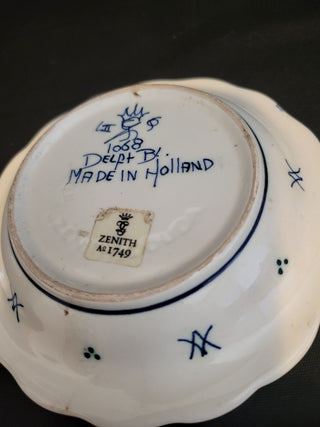 1068
Delft Bl.
MADE IN Holland
ZENITH
Ao 1749